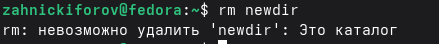 zahnickiforov@fedora:~$ rm newdir
rm: невозможно удалить 'newdir': Это каталог